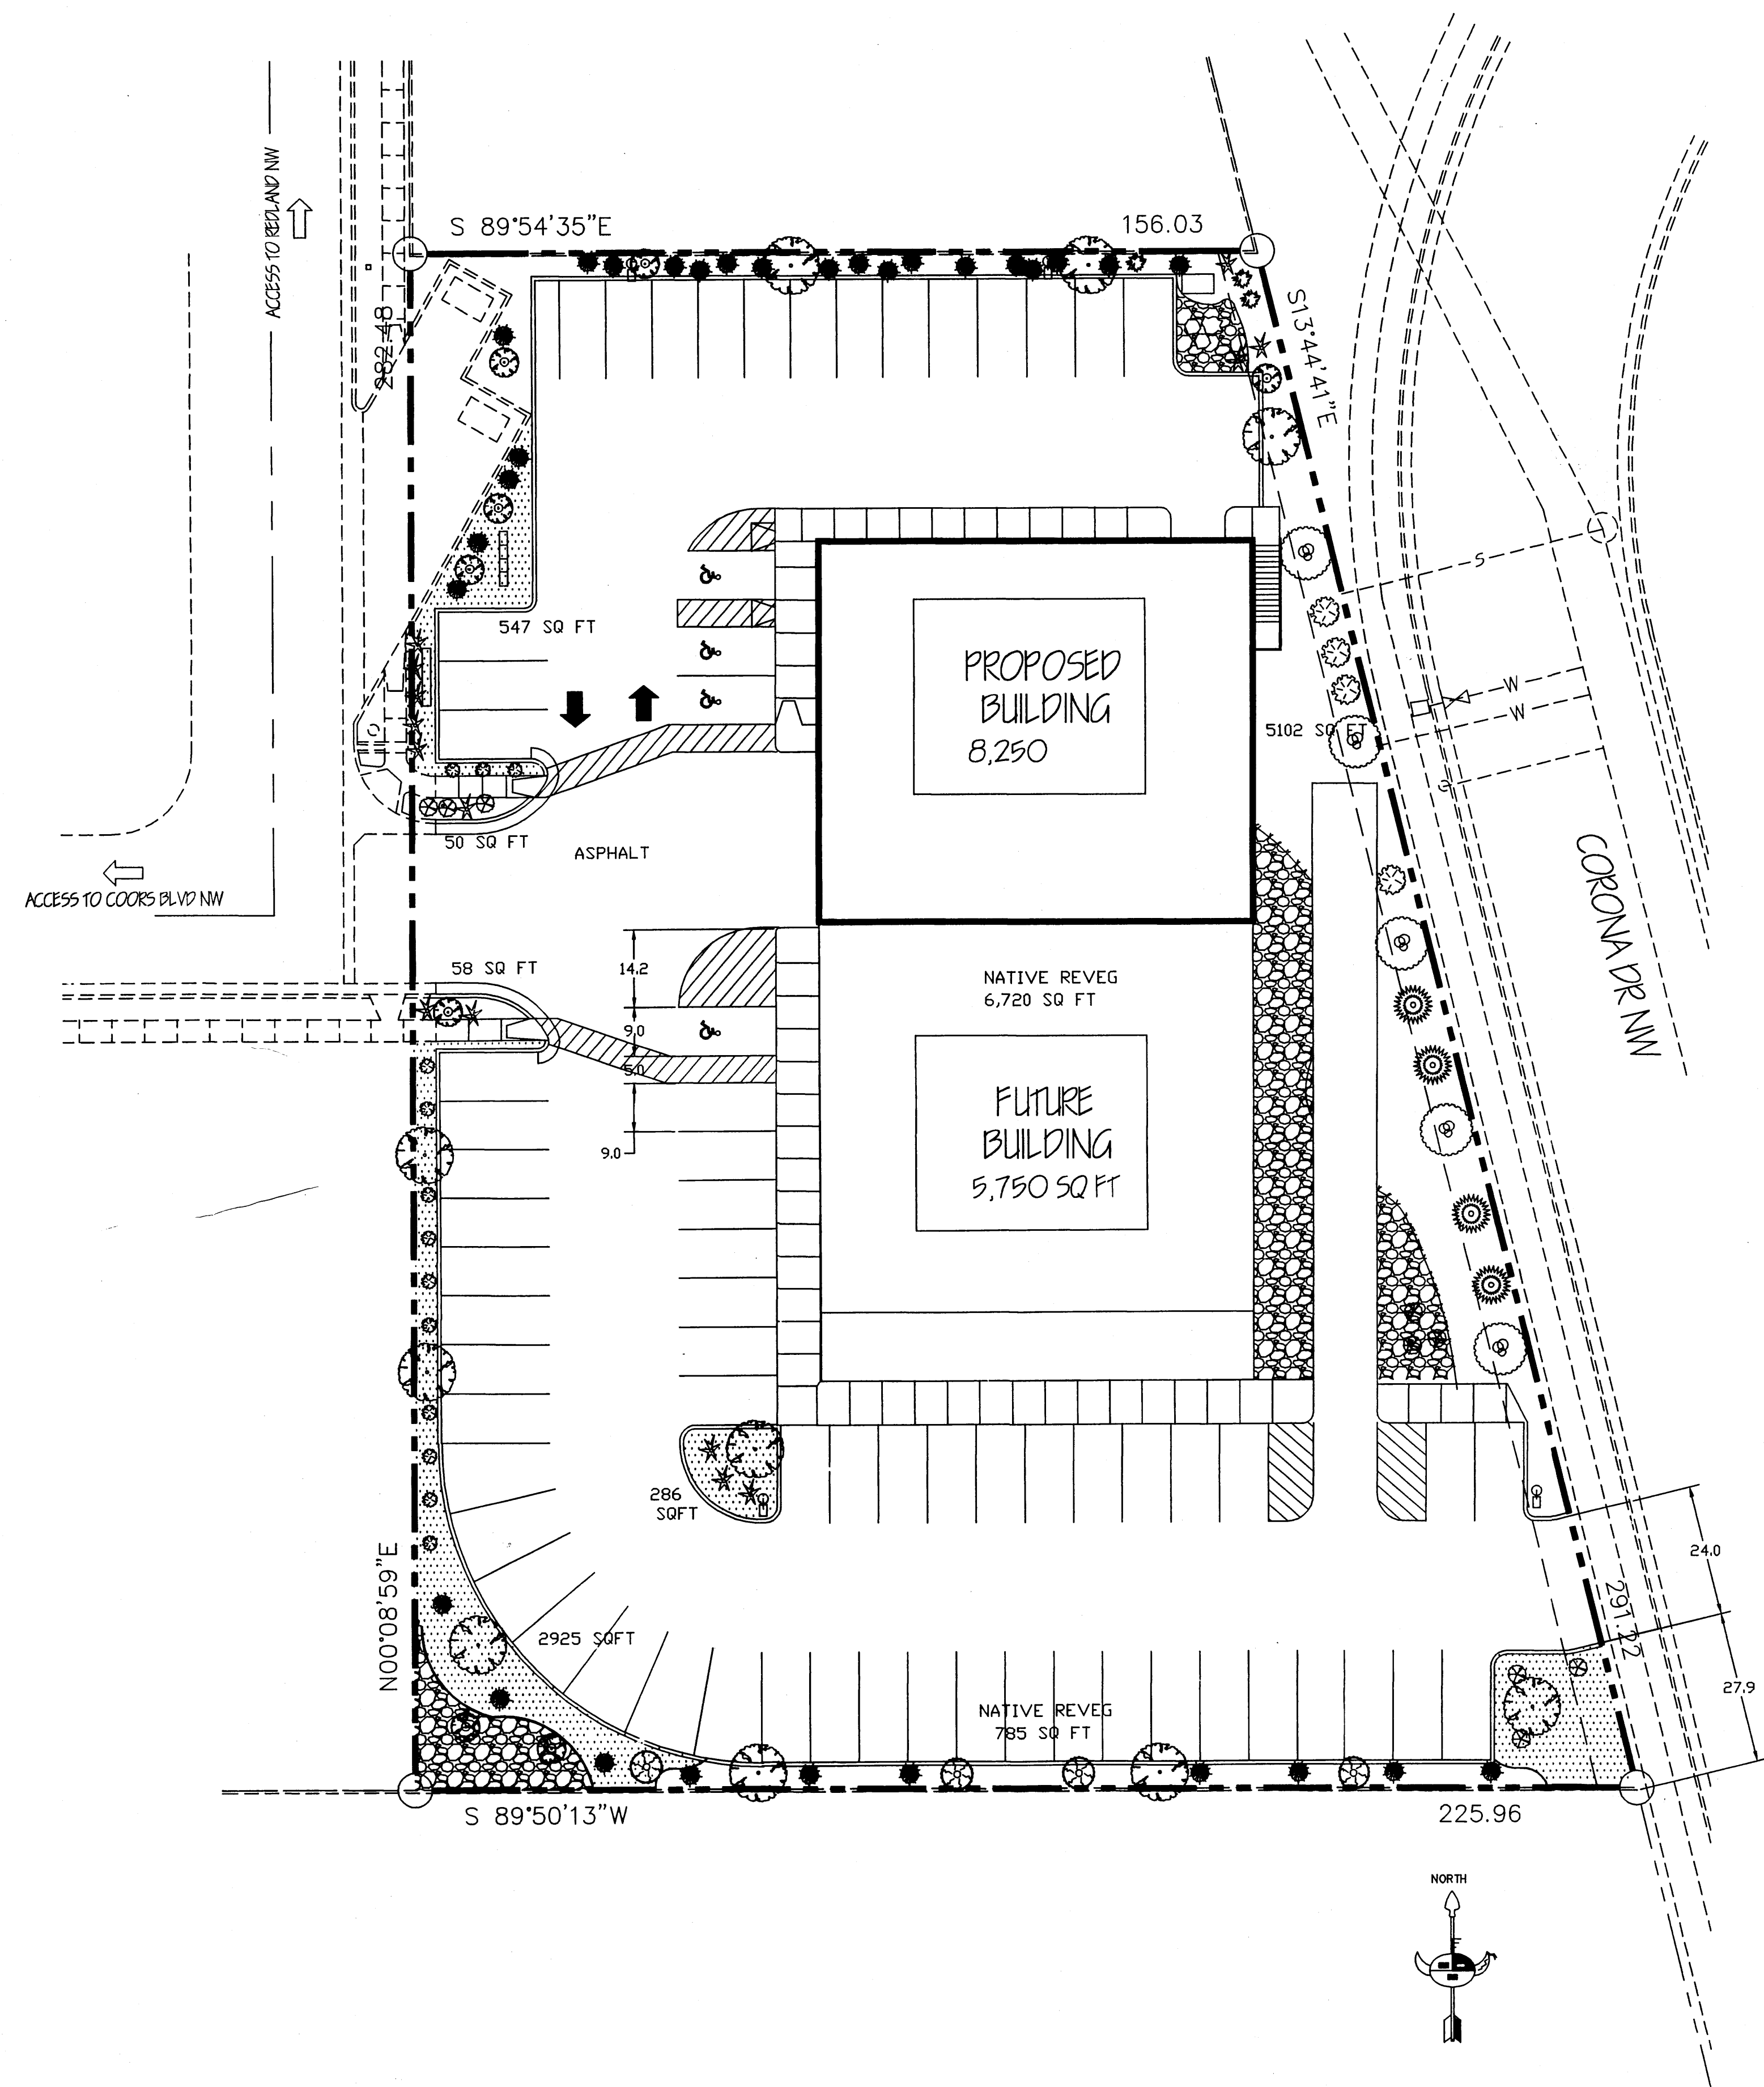 S 89°54'35"E
156.03
ACCESS TO REDLAND NW
282.48
S13°44'41"E
547 SQ FT
PROPOSED
BUILDING
8,250
S
W
W
5102 SQ FT
50 SQ FT
ASPHALT
ACCESS TO COORS BLVD NW
CORONA DR NW
58 SQ FT
14.2
NATIVE REVEG
6,720 SQ FT
9.0
5.0
9.0
FUTURE
BUILDING
5,750 SQ FT
286
SQFT
N00°08'59"E
24.0
291.22
2925 SQFT
27.9
NATIVE REVEG
785 SQ FT
S 89°50'13"W
225.96
NORTH